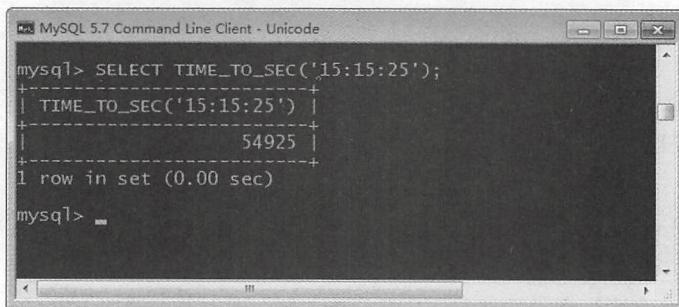 MySQL 5.7 Command Line Client - Unicode
mysql> SELECT TIME_TO_SEC('15:15:25');
+-------------------------+
| TIME_TO_SEC('15:15:25') |
+-------------------------+
|                   54925 |
+-------------------------+
1 row in set (0.00 sec)
mysql>